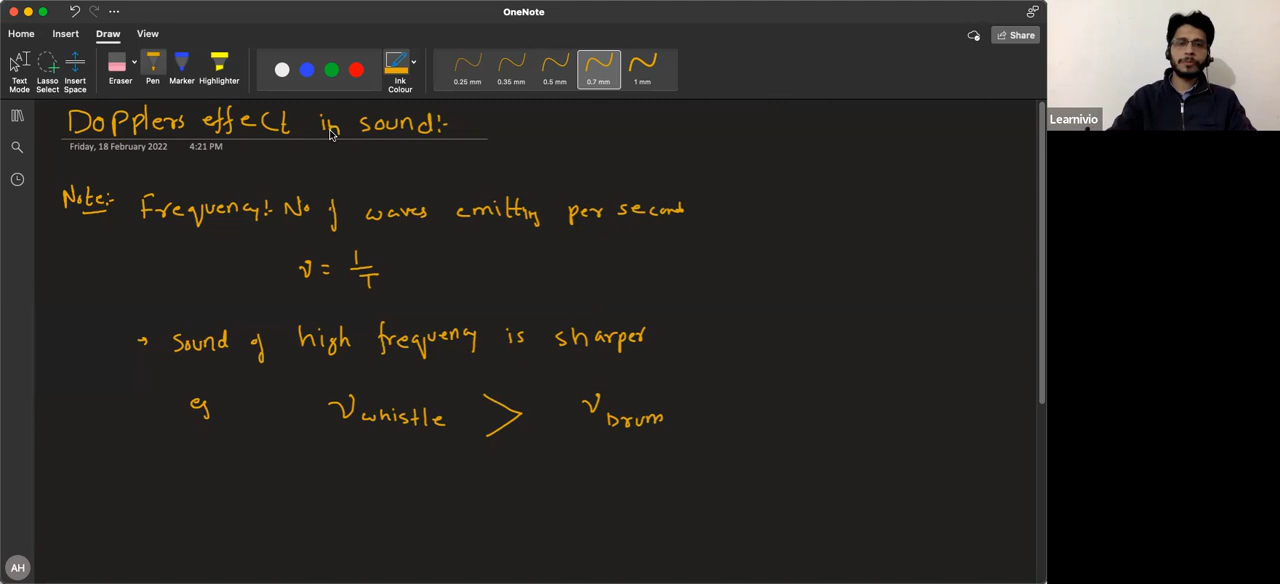 OneNote
Home Insert Draw View
Share
Text Mode
Lasso Select
Insert Space
Eraser
Pen
Marker
Highlighter
Ink Colour
0.25 mm
0.35 mm
0.5 mm
0.7 mm
1 mm
Learnivio
Dopplers effect in sound:-
Friday, 18 February 2022 4:21 PM
Note:- Frequency:- No of waves emitting per second
ν = 1/T
→ Sound of high frequency is sharper
eg ν whistle > ν Drum
AH